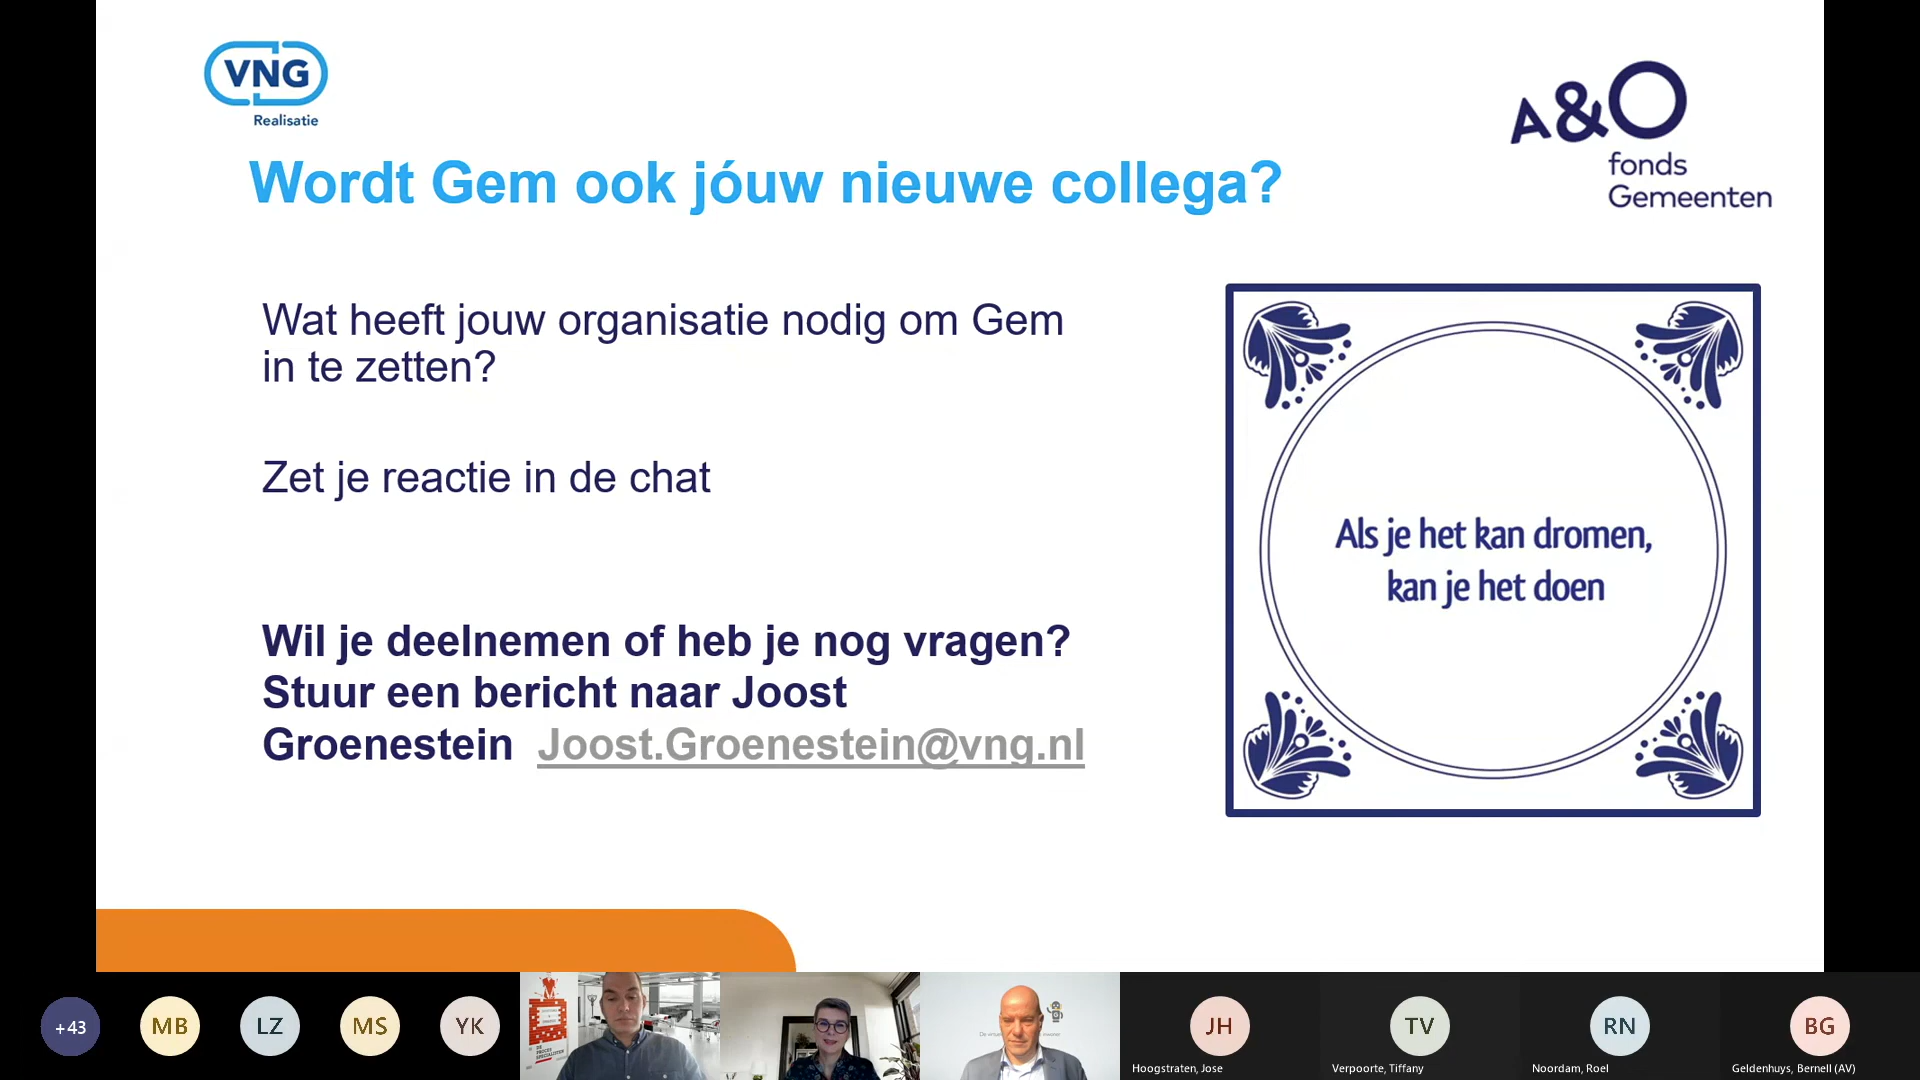 VNG
Realisatie
A&O
fonds
Gemeenten
Wordt Gem ook jóuw nieuwe collega?
Wat heeft jouw organisatie nodig om Gem
in te zetten?
Zet je reactie in de chat
Wil je deelnemen of heb je nog vragen?
Stuur een bericht naar Joost
Groenestein Joost.Groenestein@vng.nl
Als je het kan dromen,
kan je het doen
+43
MB
LZ
MS
YK
JH
Hoogstraten, Jose
TV
Verpoorte, Tiffany
RN
Noordam, Roel
BG
Geldenhuys, Bernell (AV)